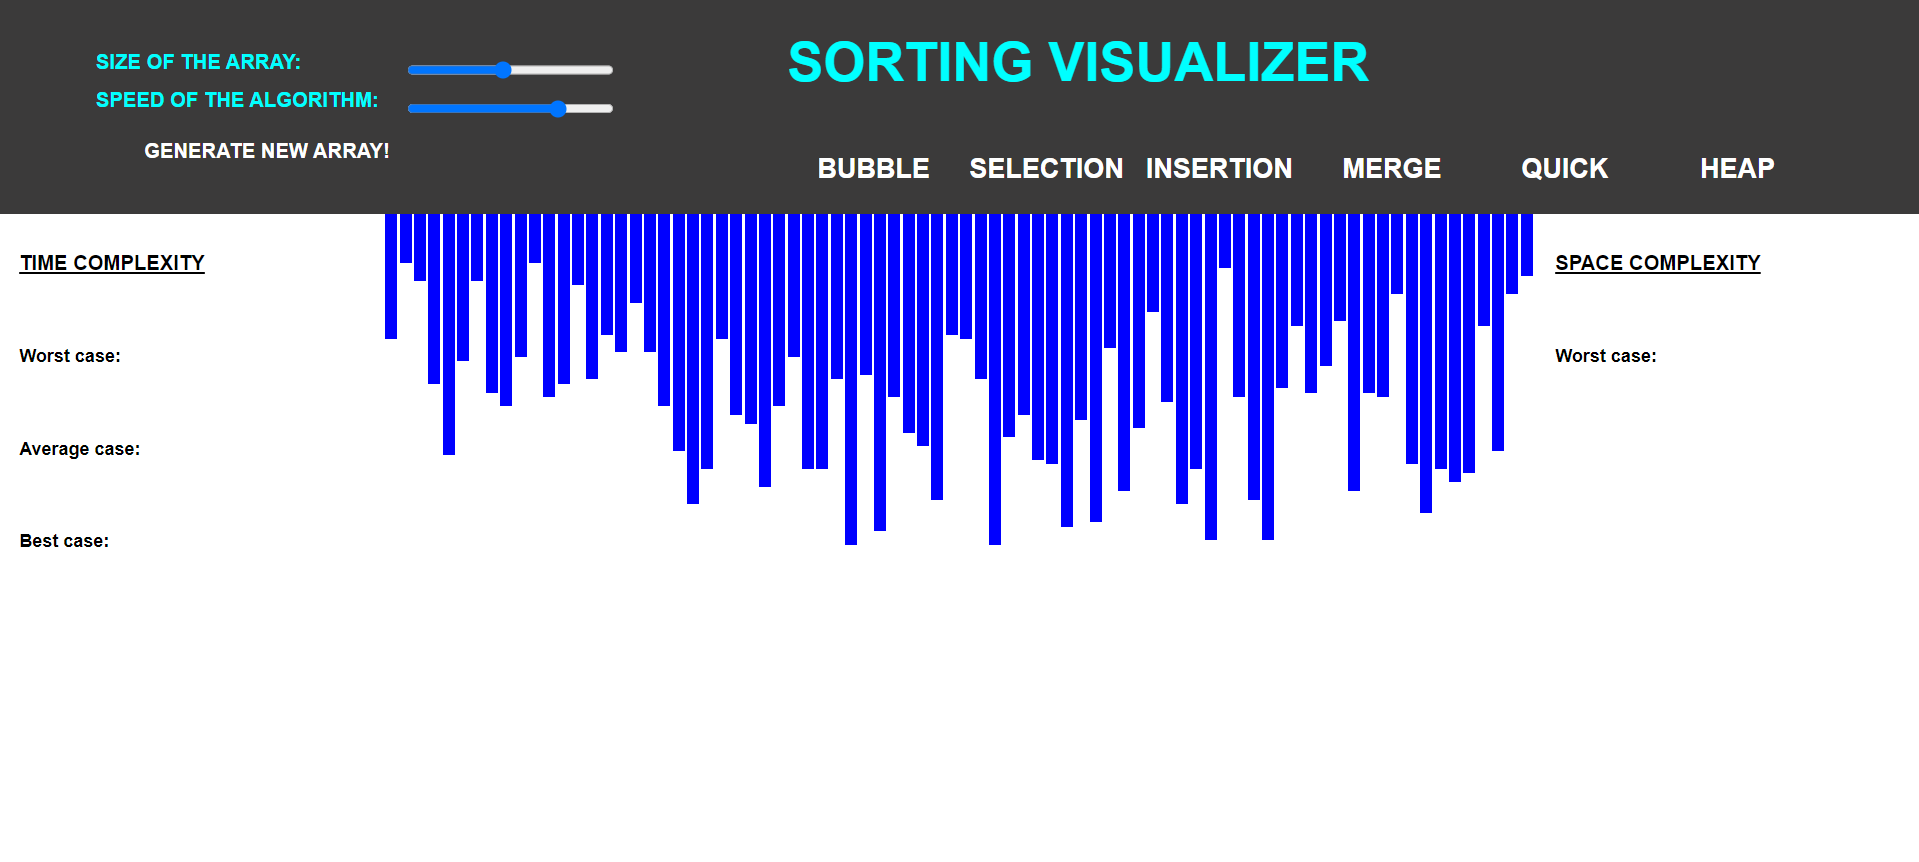 SORTING VISUALIZER
SIZE OF THE ARRAY:
SPEED OF THE ALGORITHM:
GENERATE NEW ARRAY!
BUBBLE SELECTION INSERTION MERGE QUICK HEAP
TIME COMPLEXITY
Worst case:
Average case:
Best case:
SPACE COMPLEXITY
Worst case: